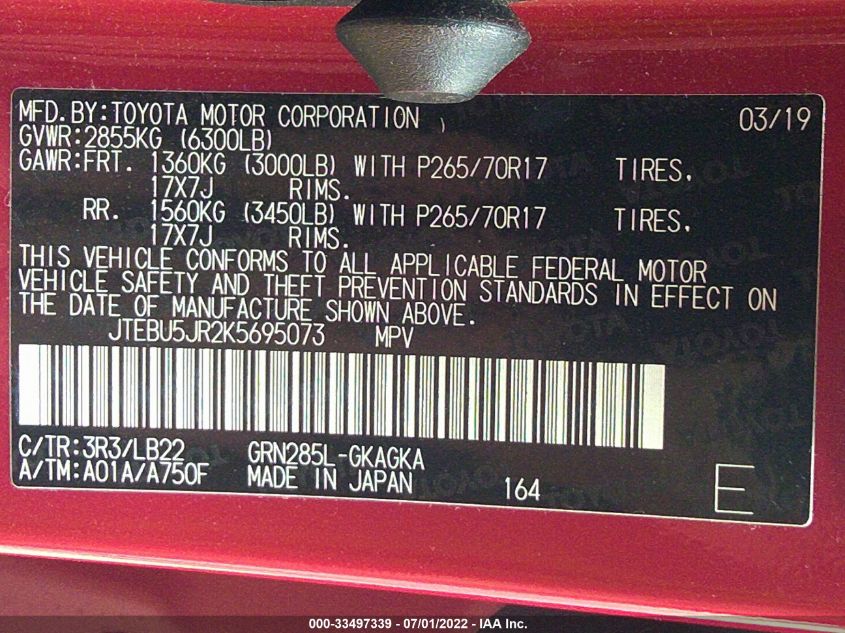 MFD.BY:TOYOTA MOTOR CORPORATION 03/19
GVWR:2855KG (6300LB)
GAWR:FRT. 1360KG (3000LB) WITH P265/70R17 TIRES,
17X7J RIMS.
RR. 1560KG (3450LB) WITH P265/70R17 TIRES,
17X7J RIMS.
THIS VEHICLE CONFORMS TO ALL APPLICABLE FEDERAL MOTOR
VEHICLE SAFETY AND THEFT PREVENTION STANDARDS IN EFFECT ON
THE DATE OF MANUFACTURE SHOWN ABOVE.
JTEBU5JR2K5695073 MPV
C/TR:3R3/LB22 GRN285L-GKAGKA
A/TM:A01A/A750F MADE IN JAPAN 164 E
000-33497339 - 07/01/2022 - IAA Inc.